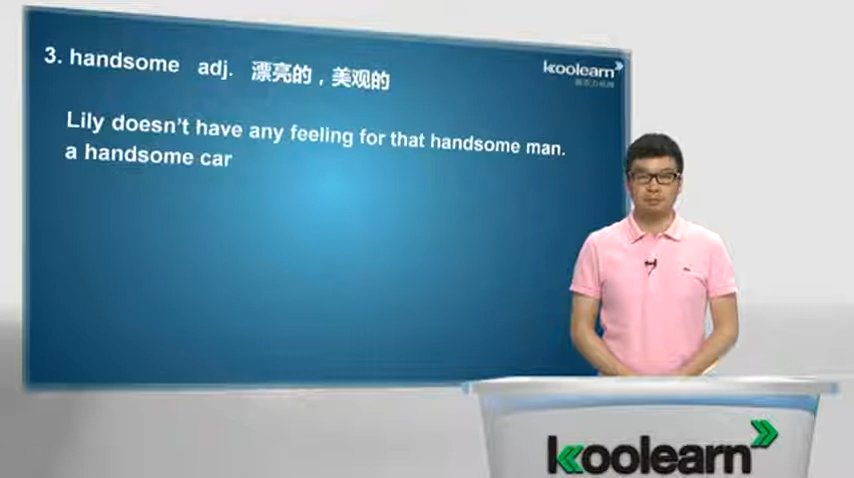 3. handsome adj. 漂亮的，美观的
koolearn
Lily doesn't have any feeling for that handsome man.
a handsome car
koolearn